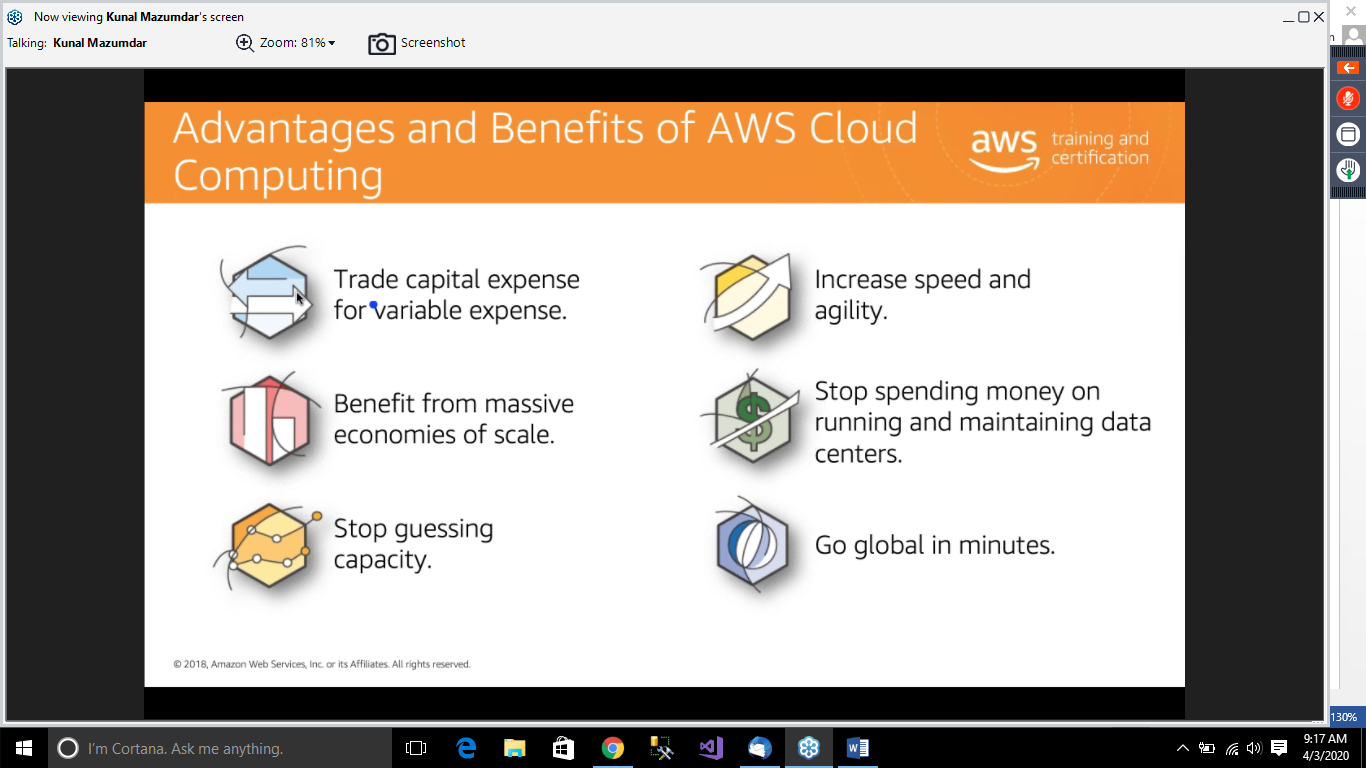 Now viewing Kunal Mazumdar's screen
Talking: Kunal Mazumdar
Zoom: 81%
Screenshot
Advantages and Benefits of AWS Cloud
Computing
aws training and
certification
Trade capital expense
for variable expense.
Increase speed and
agility.
Benefit from massive
economies of scale.
Stop spending money on
running and maintaining data
centers.
Stop guessing
capacity.
Go global in minutes.
© 2018, Amazon Web Services, Inc. or its Affiliates. All rights reserved.
130%
I'm Cortana. Ask me anything.
9:17 AM
4/3/2020